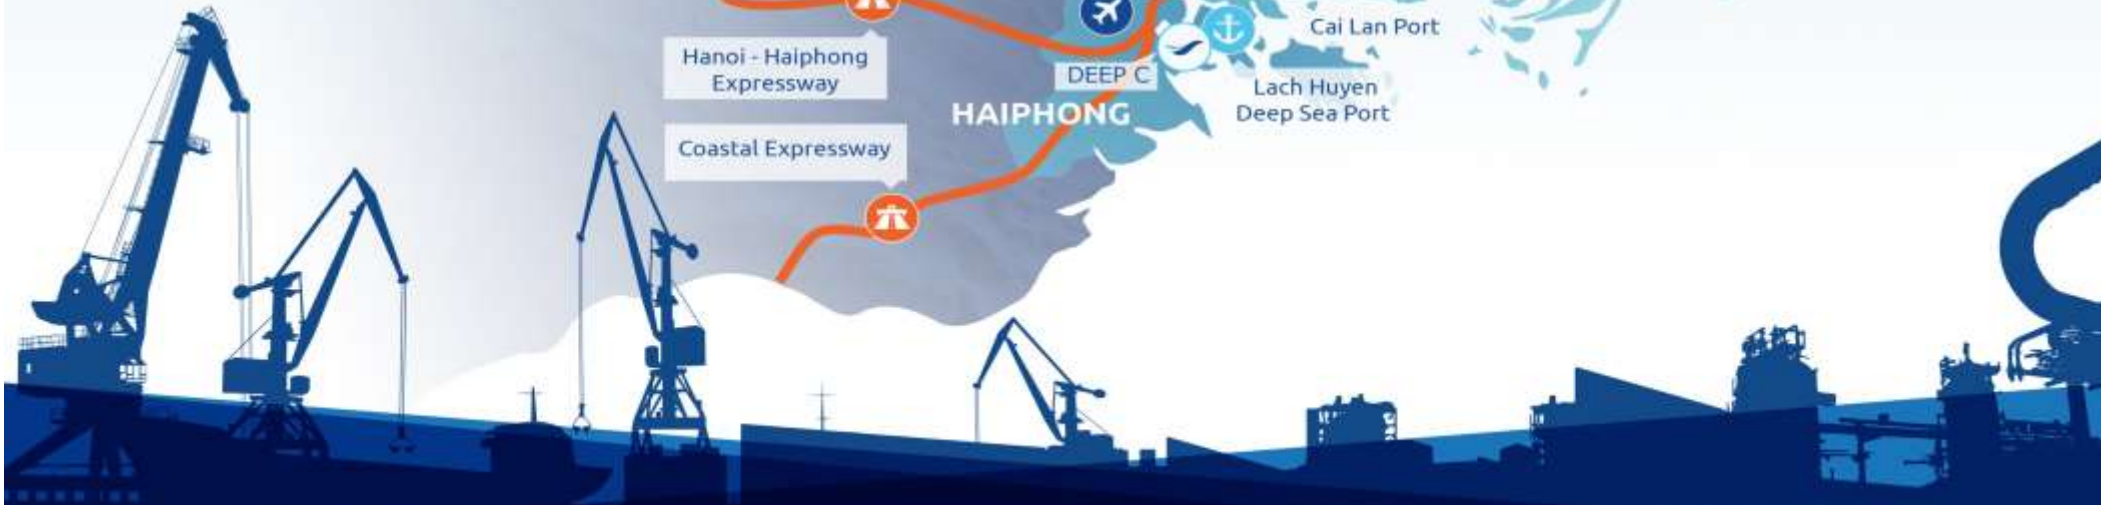 Cai Lan Port
Hanoi - Haiphong
Expressway
DEEP C
Lach Huyen
Deep Sea Port
HAIPHONG
Coastal Expressway